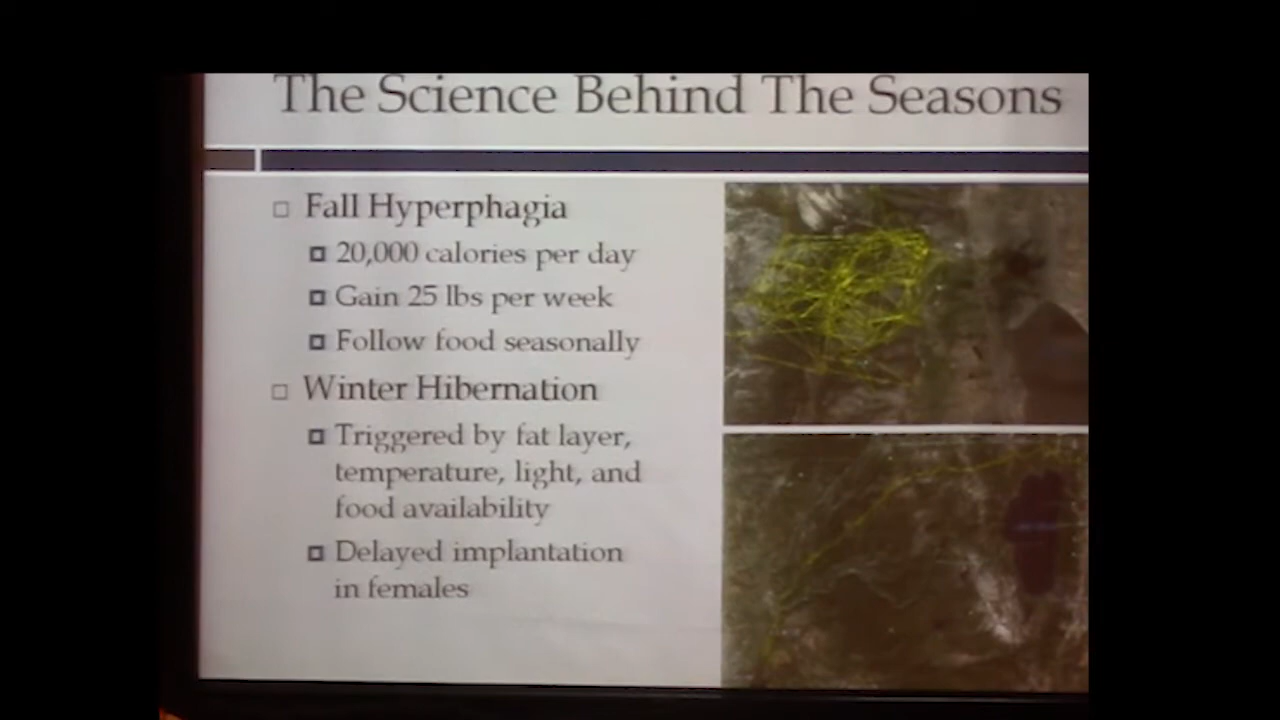 The Science Behind The Seasons
Fall Hyperphagia
20,000 calories per day
Gain 25 lbs per week
Follow food seasonally
Winter Hibernation
Triggered by fat layer,
temperature, light, and
food availability
Delayed implantation
in females